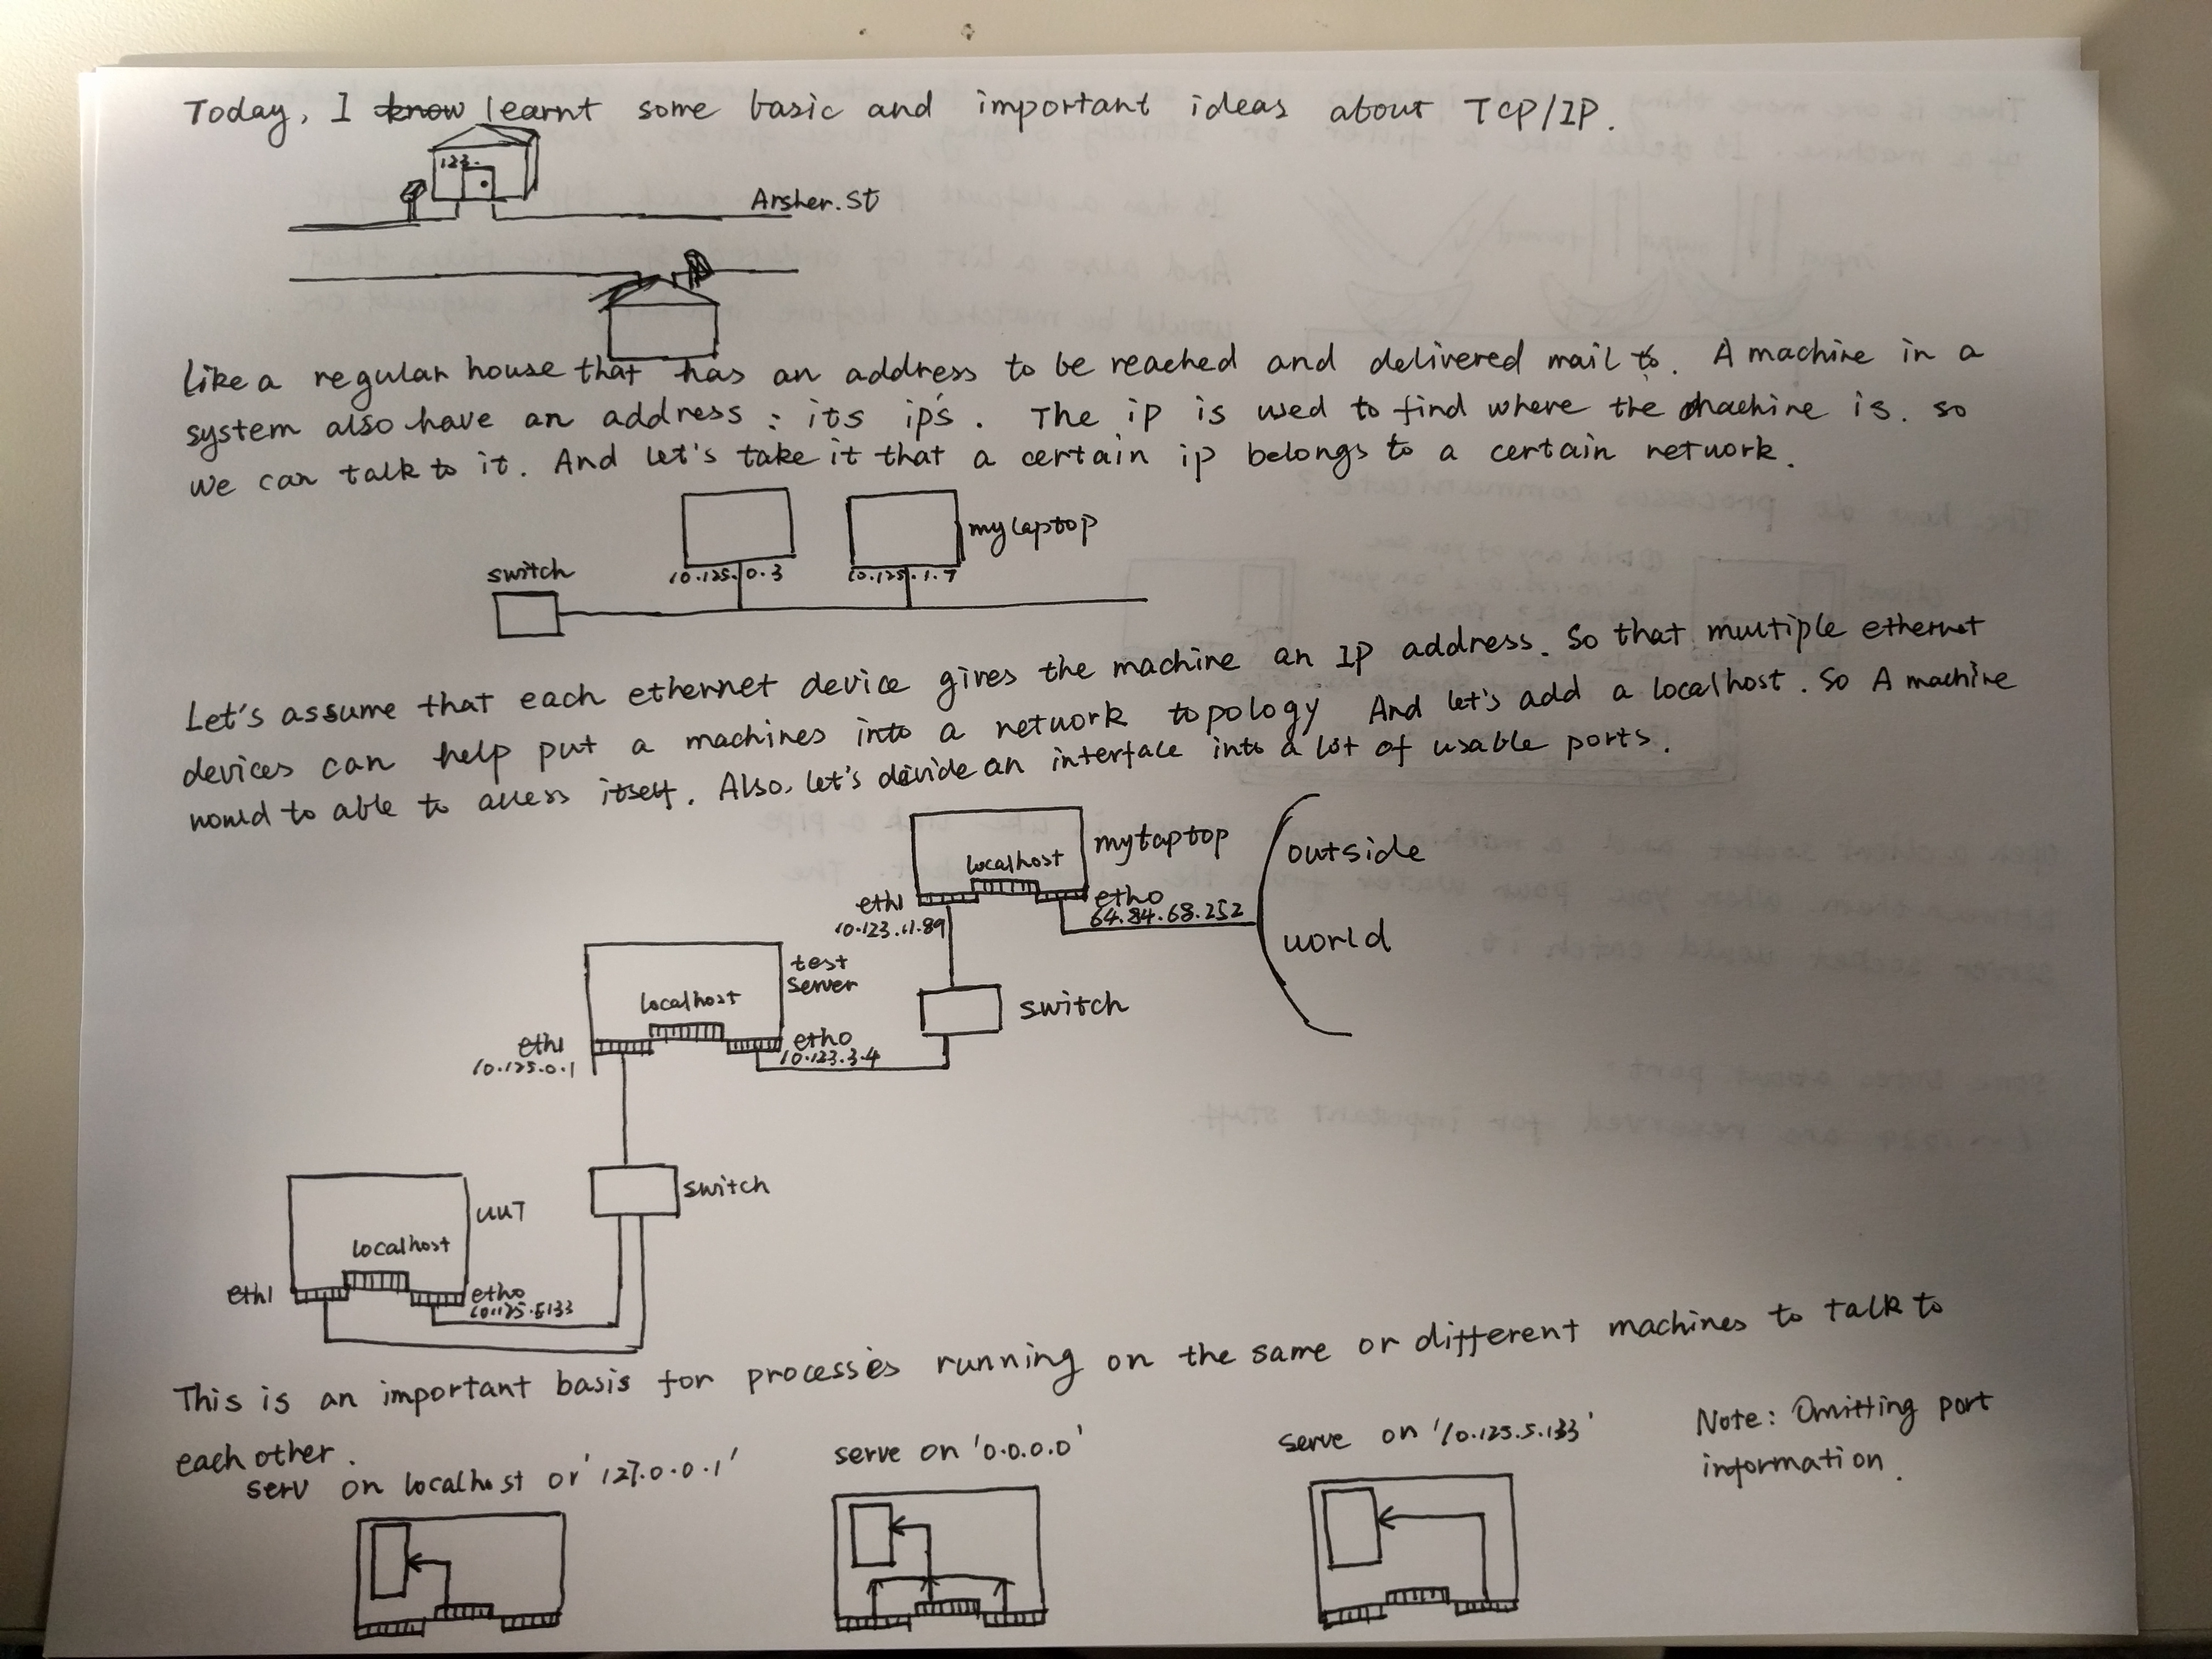 Today, I know learnt some basic and important ideas about TCP/IP.
123.
Arsher.St
Like a regular house that has an address to be reached and delivered mail to. A machine in a
system also have an address : its ip's. The ip is used to find where the machine is. so
we can talk to it. And let's take it that a certain ip belongs to a certain network.
my laptop
switch
10.125.0.3
10.125.1.7
Let's assume that each ethernet device gives the machine an IP address. So that multiple ethernet
devices can help put a machines into a network topology And let's add a localhost. So A machine
would to able to access itself. Also, let's devide an interface into a lot of usable ports.
mylaptop
localhost
outside
world
eth1
10.123.11.89
eth0
64.84.68.252
test
server
localhost
switch
eth1
10.125.0.1
eth0
10.123.3.4
switch
UUT
localhost
eth1
eth0
10.125.5.133
This is an important basis for processes running on the same or different machines to talk to
each other.
serv on localhost or '127.0.0.1'
serve on '0.0.0.0'
serve on '10.125.5.133'
Note: Omitting port
information.